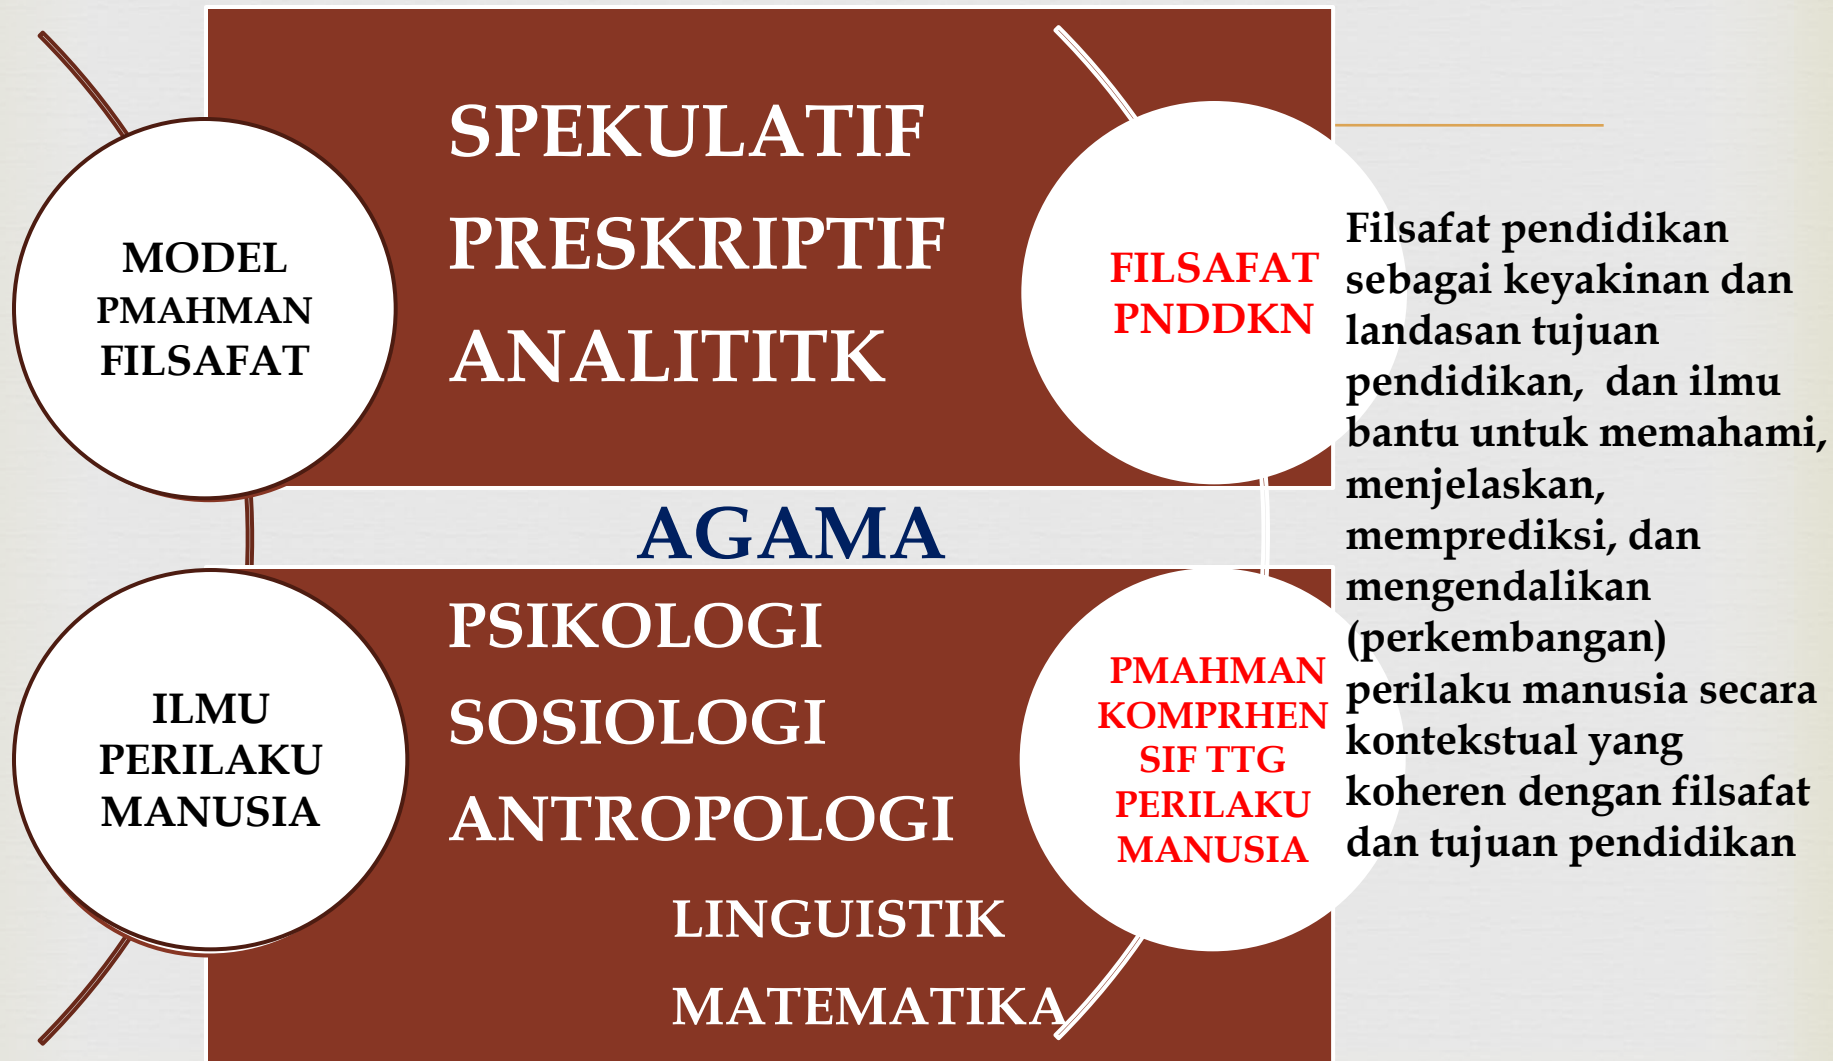 MODEL
PMAHMAN
FILSAFAT
SPEKULATIF
PRESKRIPTIF
ANALITITK
FILSAFAT
PNDDKN
AGAMA
ILMU
PERILAKU
MANUSIA
PSIKOLOGI
SOSIOLOGI
ANTROPOLOGI
LINGUISTIK
MATEMATIKA
PMAHMAN
KOMPRHEN
SIF TTG
PERILAKU
MANUSIA
Filsafat pendidikan
sebagai keyakinan dan
landasan tujuan
pendidikan, dan ilmu
bantu untuk memahami,
menjelaskan,
memprediksi, dan
mengendalikan
(perkembangan)
perilaku manusia secara
kontekstual yang
koheren dengan filsafat
dan tujuan pendidikan